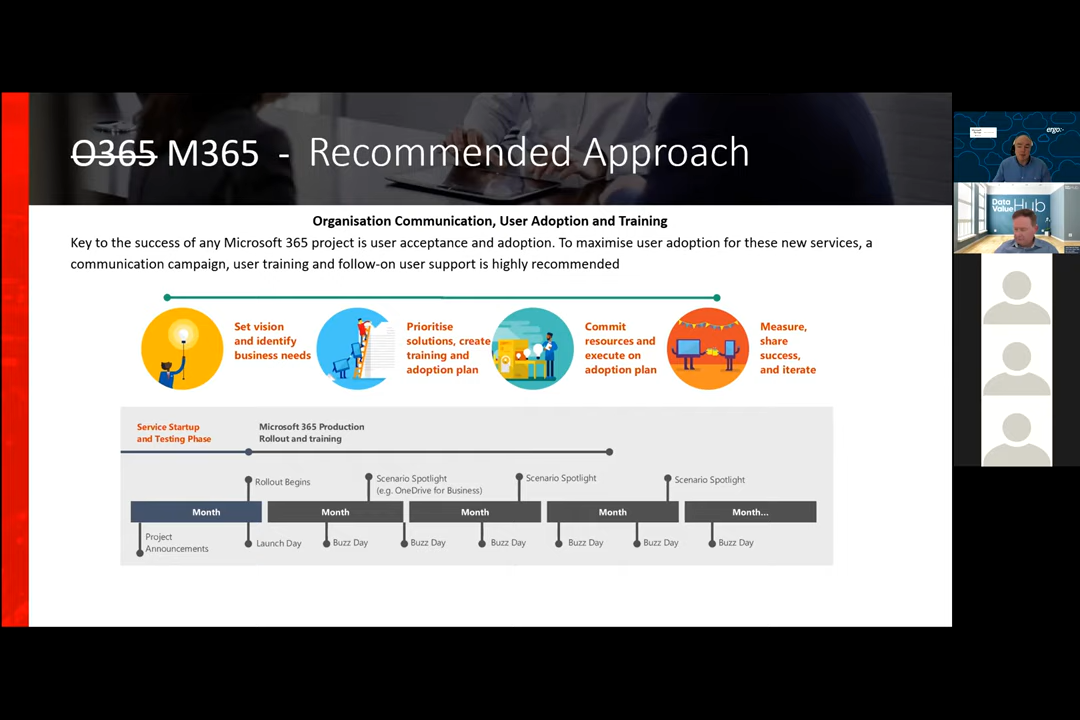 O365 M365 - Recommended Approach
Organisation Communication, User Adoption and Training
Key to the success of any Microsoft 365 project is user acceptance and adoption. To maximise user adoption for these new services, a
communication campaign, user training and follow-on user support is highly recommended
Set vision
and identify
business needs
Prioritise
solutions, create
training and
adoption plan
Commit
resources and
execute on
adoption plan
Measure,
share
success,
and iterate
Service Startup
and Testing Phase
Microsoft 365 Production
Rollout and training
Rollout Begins
Scenario Spotlight
(e.g. OneDrive for Business)
Scenario Spotlight
Scenario Spotlight
Month
Month
Month
Month
Month...
Project
Announcements
Launch Day
Buzz Day
Buzz Day
Buzz Day
Buzz Day
Buzz Day
Buzz Day
ergo
Data
Value Hub